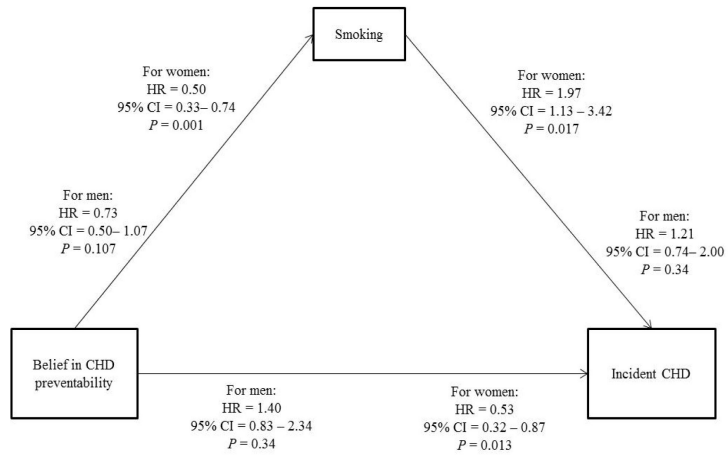 Smoking
For women:
HR = 0.50
95% CI = 0.33– 0.74
P = 0.001
For women:
HR = 1.97
95% CI = 1.13 – 3.42
P = 0.017
For men:
HR = 0.73
95% CI = 0.50– 1.07
P = 0.107
For men:
HR = 1.21
95% CI = 0.74– 2.00
P = 0.34
Belief in CHD
preventability
Incident CHD
For men:
HR = 1.40
95% CI = 0.83 – 2.34
P = 0.34
For women:
HR = 0.53
95% CI = 0.32 – 0.87
P = 0.013